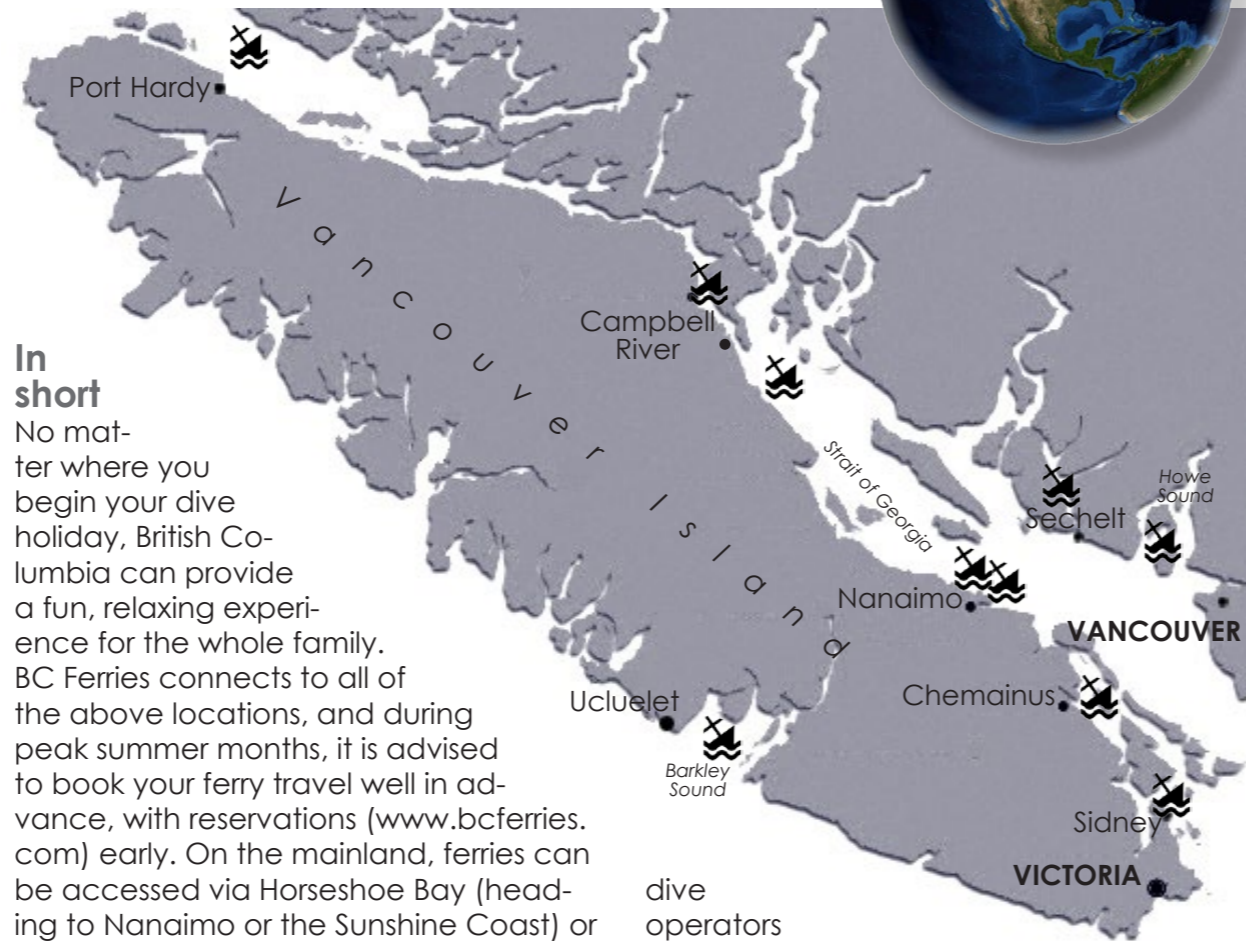 Port Hardy
Vancouver Island
Campbell
River
Strait of Georgia
Howe
Sound
Sechelt
Nanaimo
VANCOUVER
Chemainus
Ucluelet
Barkley
Sound
Sidney
VICTORIA
In
short
No mat-
ter where you
begin your dive
holiday, British Co-
lumbia can provide
a fun, relaxing experi-
ence for the whole family.
BC Ferries connects to all of
the above locations, and during
peak summer months, it is advised
to book your ferry travel well in ad-
vance, with reservations (www.bcferries.
com) early. On the mainland, ferries can
be accessed via Horseshoe Bay (head-
ing to Nanaimo or the Sunshine Coast) or
dive
operators